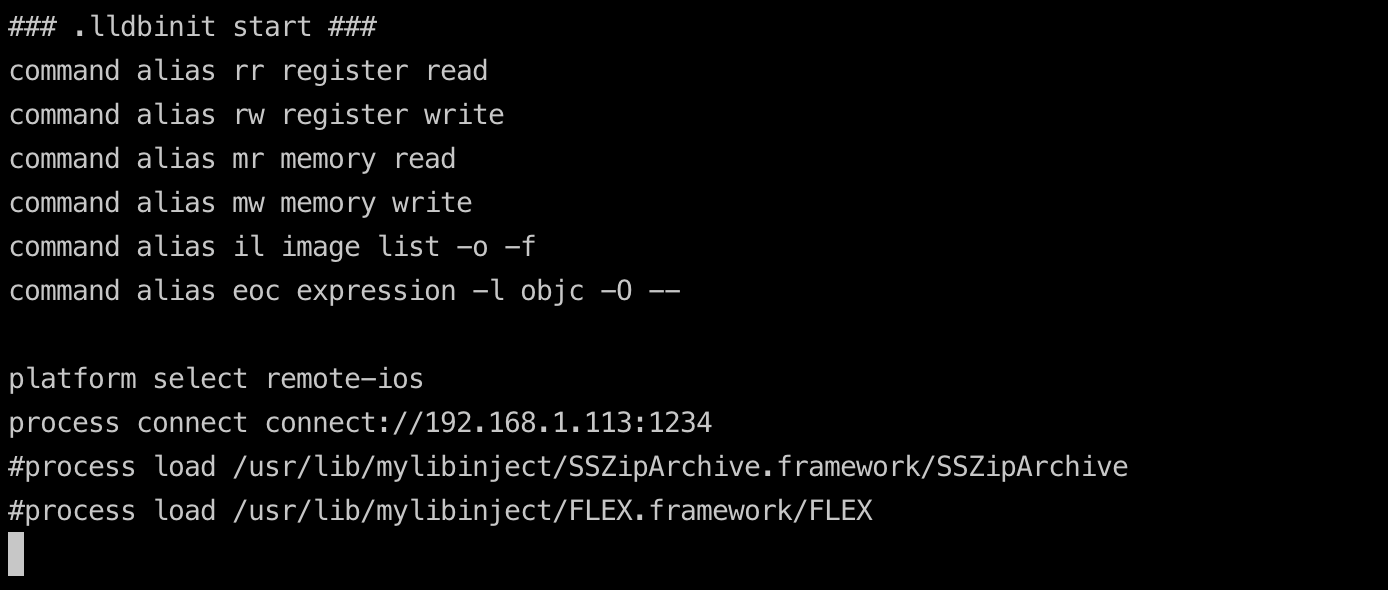 ### .lldbinit start ###
command alias rr register read
command alias rw register write
command alias mr memory read
command alias mw memory write
command alias il image list -o -f
command alias eoc expression -l objc -O --
platform select remote-ios
process connect connect://192.168.1.113:1234
#process load /usr/lib/mylibinject/SSZipArchive.framework/SSZipArchive
#process load /usr/lib/mylibinject/FLEX.framework/FLEX